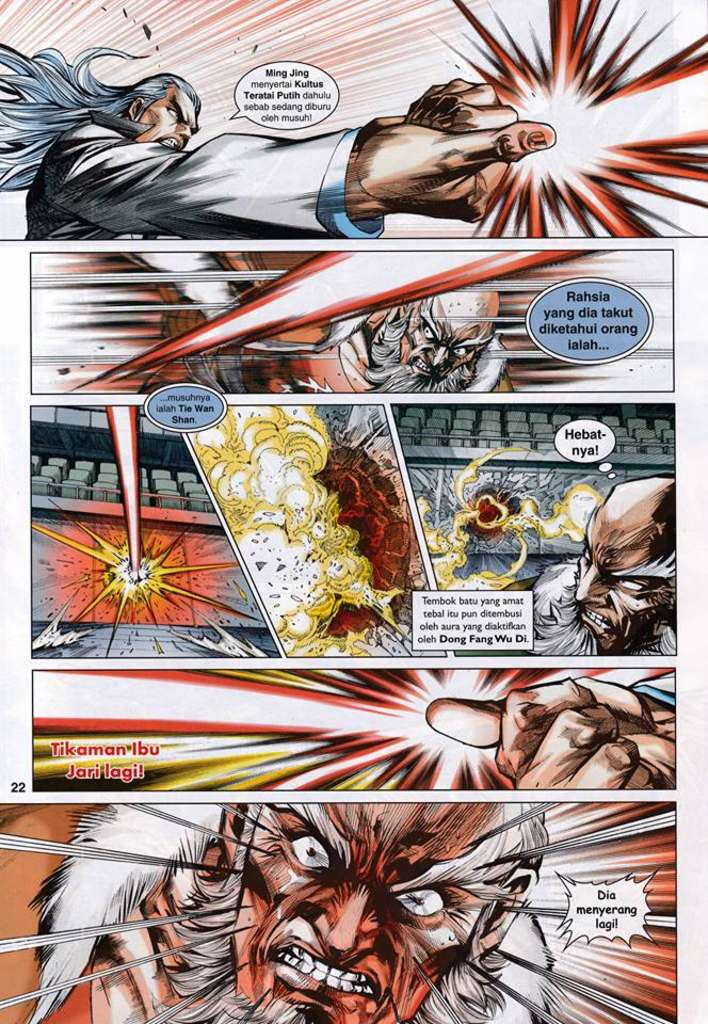 Ming Jing
menyertai Kultus
Teratai Putih dahulu
sebab sedang diburu
oleh musuh!
Rahsia
yang dia takut
diketahui orang
ialah...
...musuhnya
ialah Tie Wan
Shan.
Hebat-
nya!
Tembok batu yang amat
tebal itu pun ditembusi
oleh aura yang diaktifkan
oleh Dong Fang Wu Di.
Tikaman Ibu
Jari lagi!
22
Dia
menyerang
lagi!